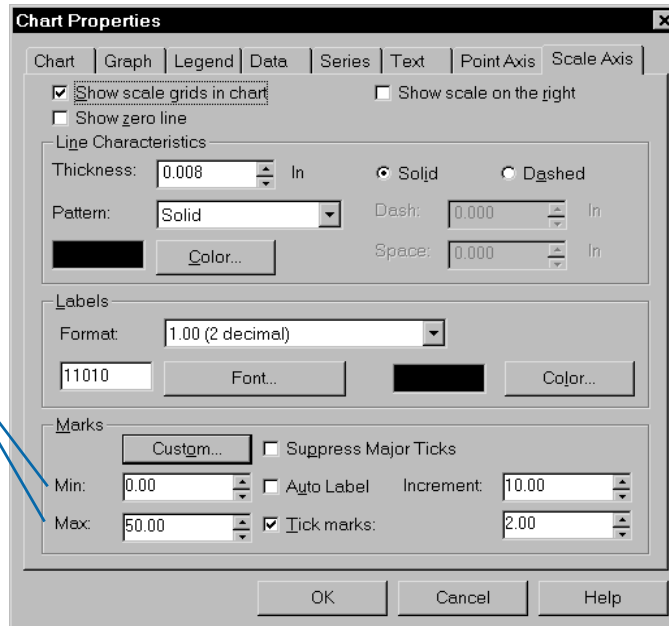 Chart Properties
Chart Graph Legend Data Series Text Point Axis Scale Axis
Show scale grids in chart Show scale on the right
Show zero line
Line Characteristics
Thickness: 0.008 In Solid Dashed
Pattern: Solid Dash: 0.000 In
Color... Space: 0.000 In
Labels
Format: 1.00 (2 decimal)
11010 Font... Color...
Marks
Custom... Suppress Major Ticks
Min: 0.00 Auto Label Increment: 10.00
Max: 50.00 Tick marks: 2.00
OK Cancel Help